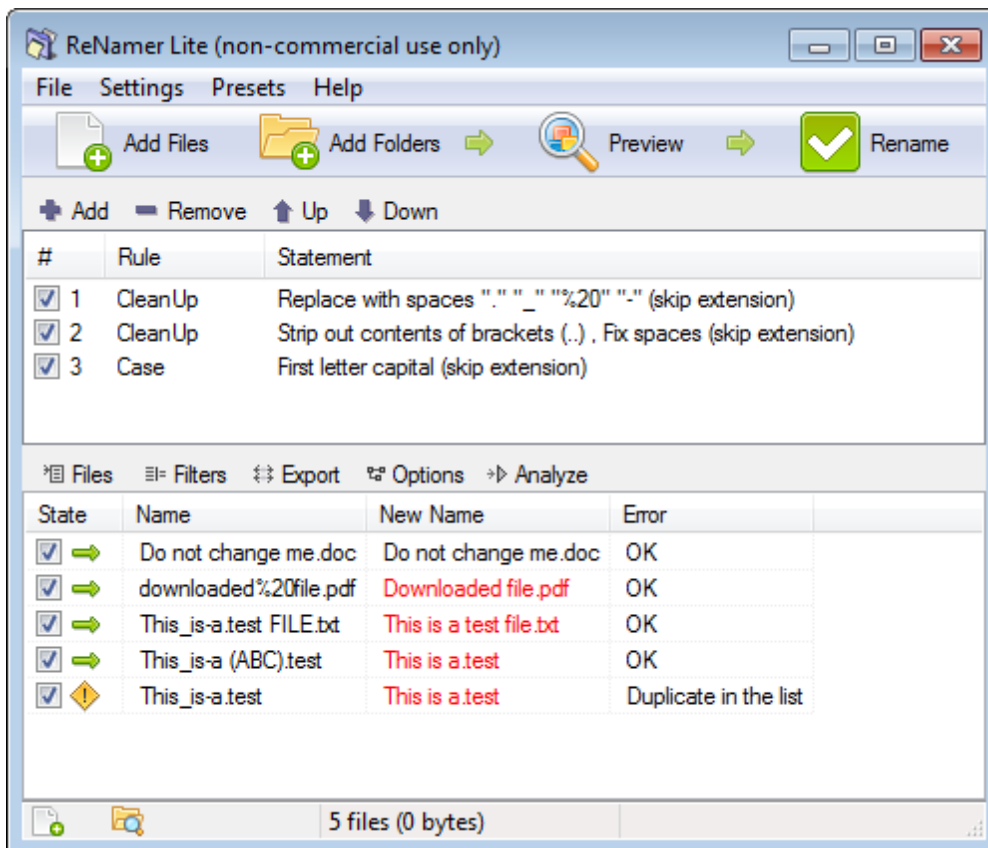 ReNamer Lite (non-commercial use only)
File Settings Presets Help
Add Files Add Folders Preview Rename
Add Remove Up Down
# Rule Statement
1 CleanUp Replace with spaces "." "_" "%20" "-" (skip extension)
2 CleanUp Strip out contents of brackets (..) , Fix spaces (skip extension)
3 Case First letter capital (skip extension)
Files Filters Export Options Analyze
State Name New Name Error
Do not change me.doc Do not change me.doc OK
downloaded%20file.pdf Downloaded file.pdf OK
This_is-a.test FILE.txt This is a test file.txt OK
This_is-a (ABC).test This is a.test OK
This_is-a.test This is a.test Duplicate in the list
5 files (0 bytes)